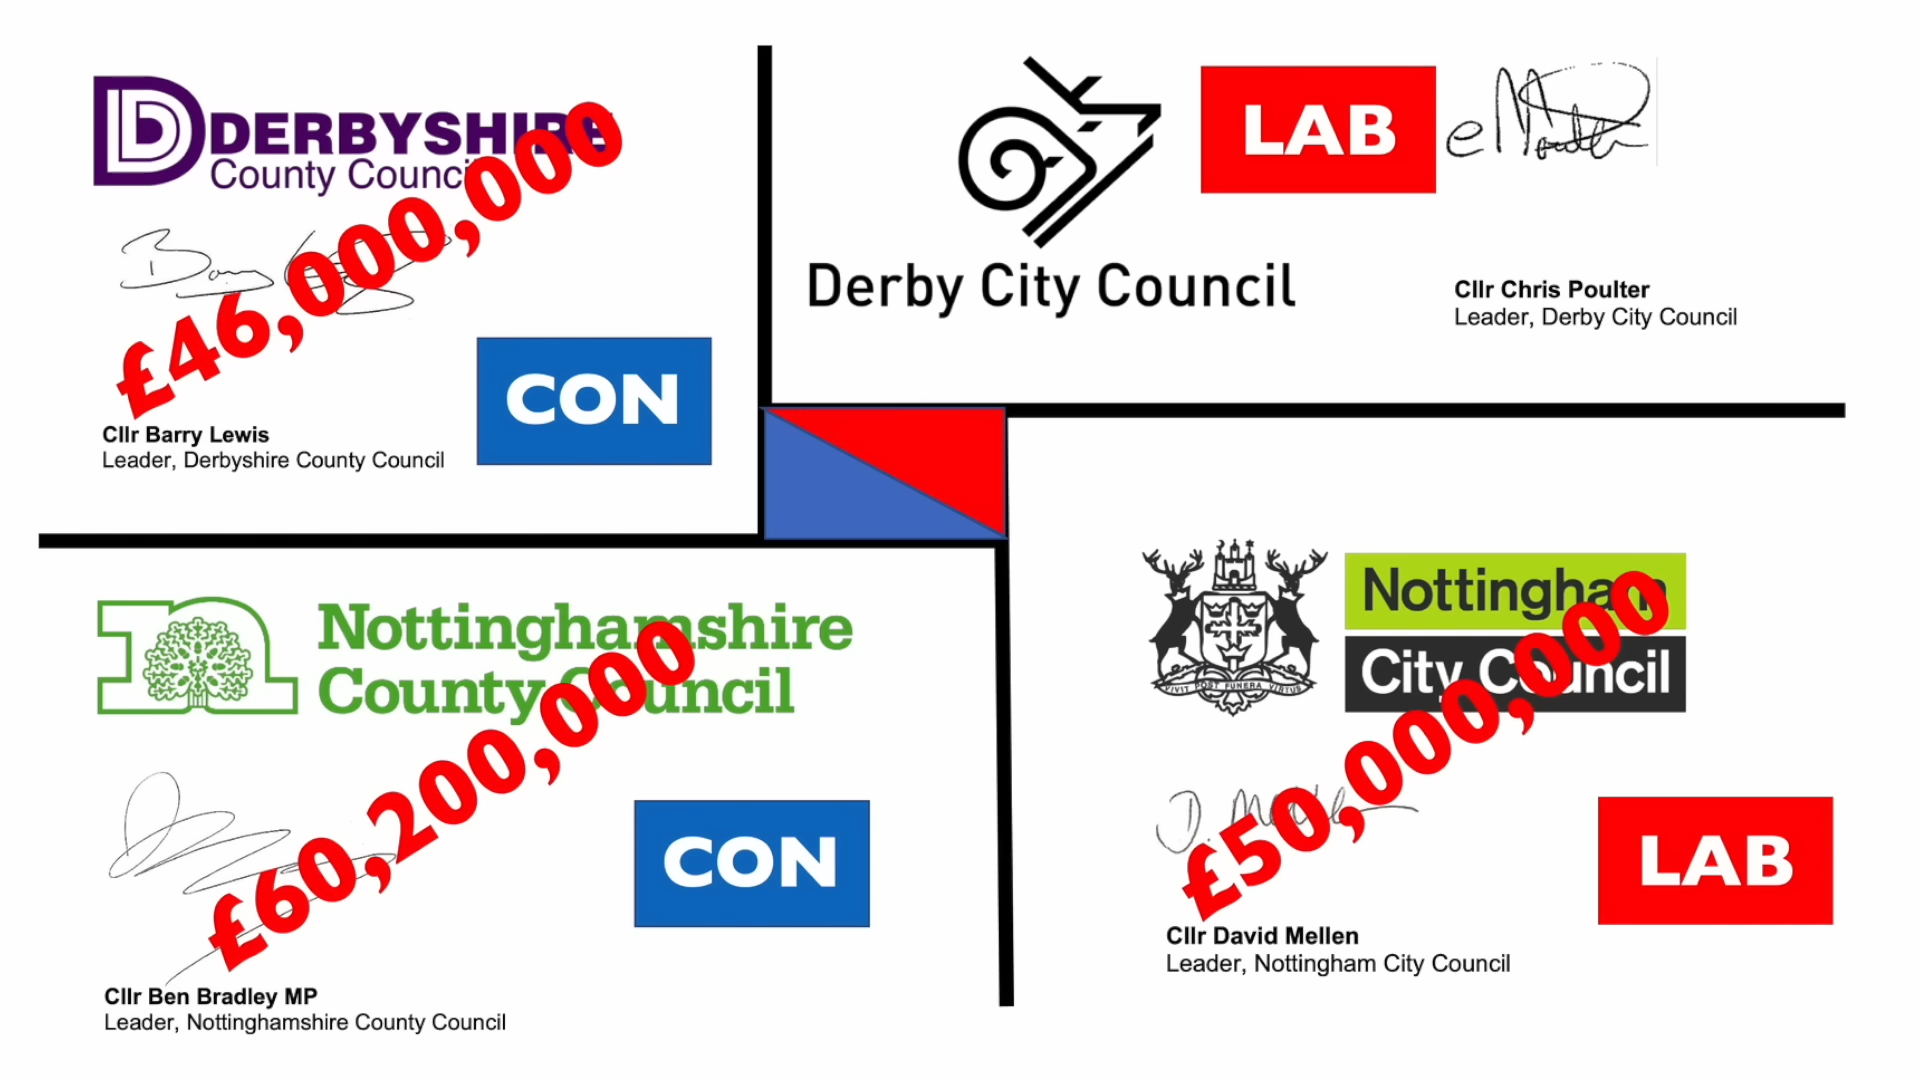 DERBYSHIRE
County Council
£46,000,000
CON
Cllr Barry Lewis
Leader, Derbyshire County Council
LAB
Derby City Council
Cllr Chris Poulter
Leader, Derby City Council
Nottinghamshire
County Council
£60,200,000
CON
Cllr Ben Bradley MP
Leader, Nottinghamshire County Council
VIVIT POST FUNERA VIRTUS
Nottingham
City Council
D. Mellen
£50,000,000
LAB
Cllr David Mellen
Leader, Nottingham City Council